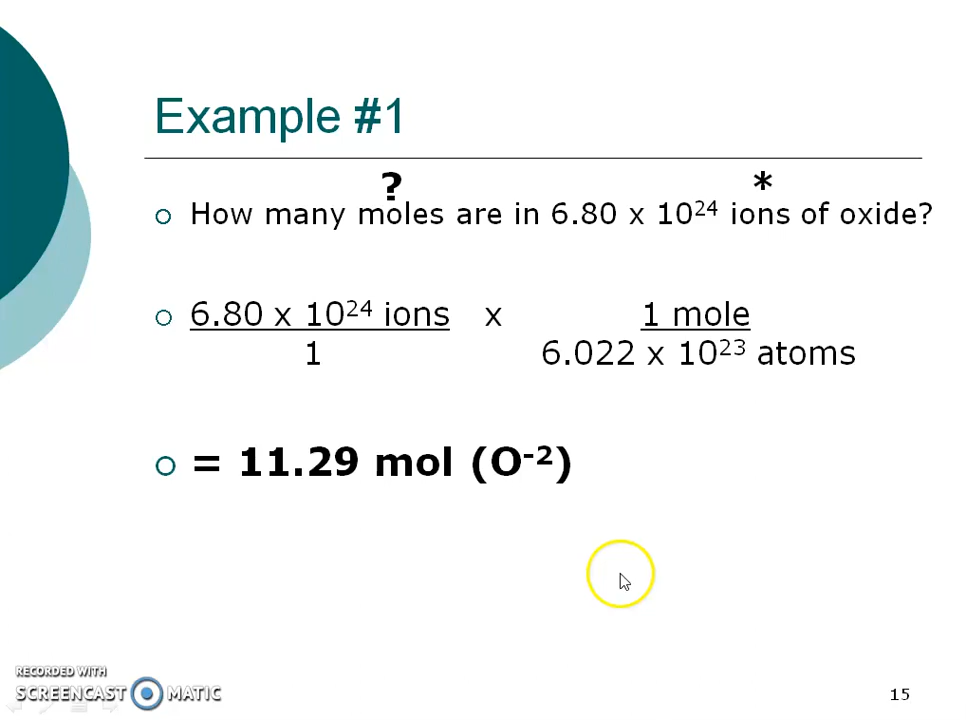 Example #1
? *
How many moles are in 6.80 x 10²⁴ ions of oxide?
6.80 x 10²⁴ ions x 1 mole
1 6.022 x 10²³ atoms
= 11.29 mol (O⁻²)
RECORDED WITH
SCREENCAST MATIC
15